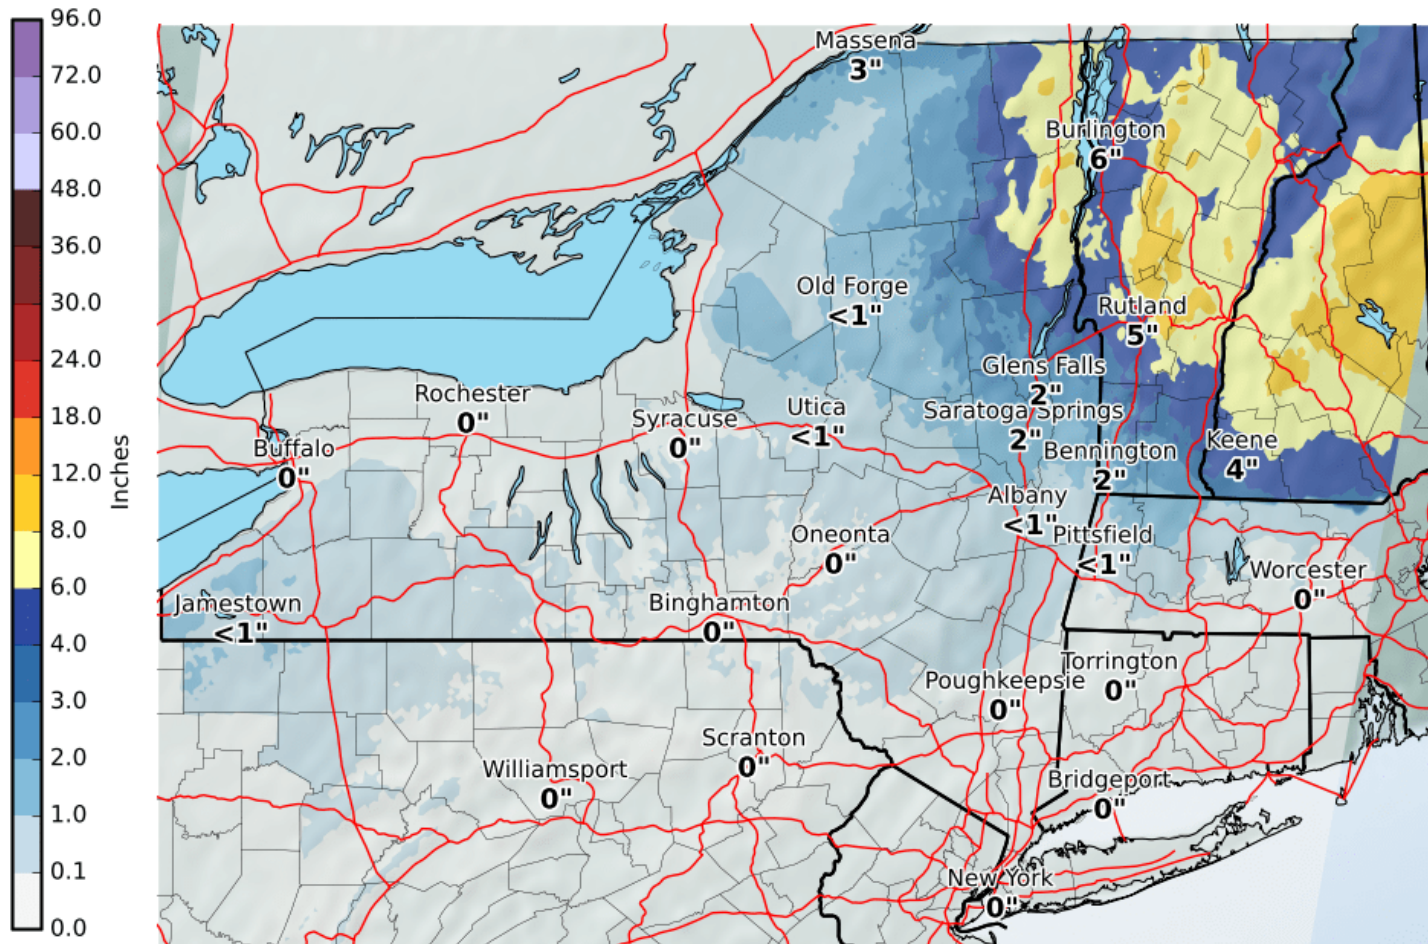 96.0
72.0
60.0
48.0
36.0
30.0
24.0
18.0
12.0
8.0
6.0
4.0
3.0
2.0
1.0
0.1
0.0
Inches
Massena
3"
Burlington
6"
Old Forge
<1"
Rutland
5"
Glens Falls
2"
Rochester
0"
Syracuse
0"
Utica
<1"
Saratoga Springs
2"
Buffalo
0"
Bennington
2"
Keene
4"
Albany
<1"
Oneonta
0"
Pittsfield
<1"
Worcester
0"
Jamestown
<1"
Binghamton
0"
Torrington
0"
Poughkeepsie
0"
Scranton
0"
Williamsport
0"
Bridgeport
0"
New York
0"